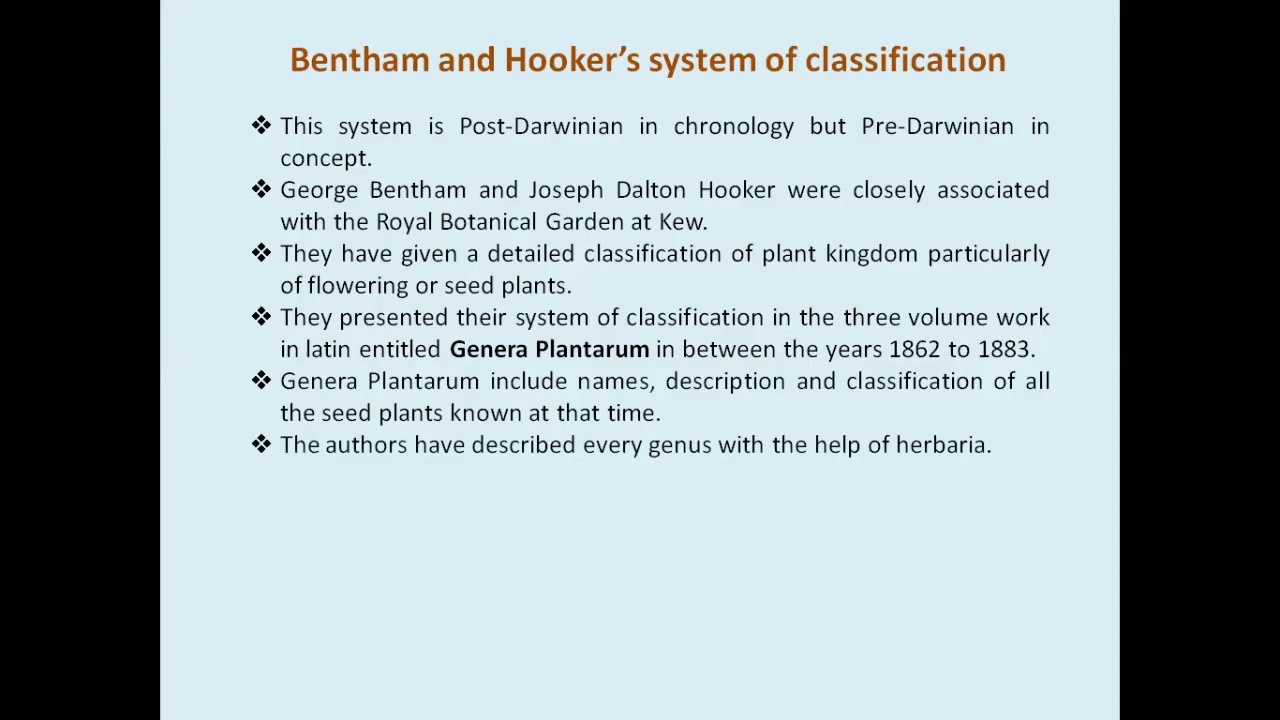 Bentham and Hooker’s system of classification
❖ This system is Post-Darwinian in chronology but Pre-Darwinian in
concept.
❖ George Bentham and Joseph Dalton Hooker were closely associated
with the Royal Botanical Garden at Kew.
❖ They have given a detailed classification of plant kingdom particularly
of flowering or seed plants.
❖ They presented their system of classification in the three volume work
in latin entitled Genera Plantarum in between the years 1862 to 1883.
❖ Genera Plantarum include names, description and classification of all
the seed plants known at that time.
❖ The authors have described every genus with the help of herbaria.